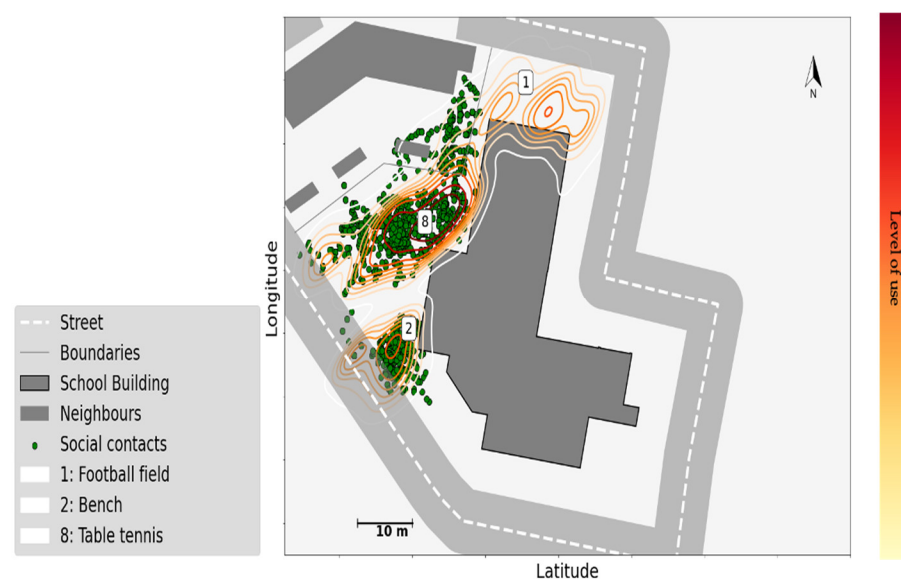 1
N
8
2
Longitude
Level of use
Street
Boundaries
School Building
Neighbours
Social contacts
1: Football field
2: Bench
8: Table tennis
10 m
Latitude